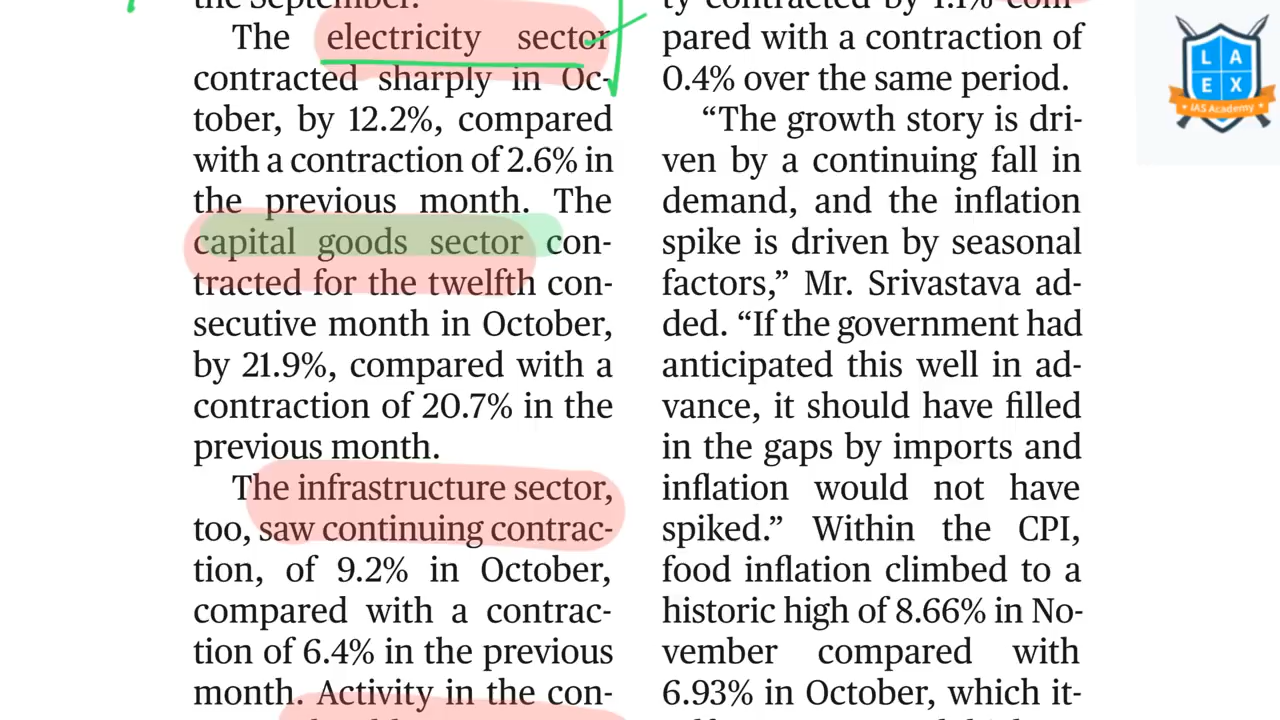 the September.
The electricity sector
contracted sharply in Oc-
tober, by 12.2%, compared
with a contraction of 2.6% in
the previous month. The
capital goods sector con-
tracted for the twelfth con-
secutive month in October,
by 21.9%, compared with a
contraction of 20.7% in the
previous month.
The infrastructure sector,
too, saw continuing contrac-
tion, of 9.2% in October,
compared with a contrac-
tion of 6.4% in the previous
month. Activity in the con-
ty contracted by 1.1% com-
pared with a contraction of
0.4% over the same period.
“The growth story is dri-
ven by a continuing fall in
demand, and the inflation
spike is driven by seasonal
factors,” Mr. Srivastava ad-
ded. “If the government had
anticipated this well in ad-
vance, it should have filled
in the gaps by imports and
inflation would not have
spiked.” Within the CPI,
food inflation climbed to a
historic high of 8.66% in No-
vember compared with
6.93% in October, which it-
L A
E X
IAS Academy